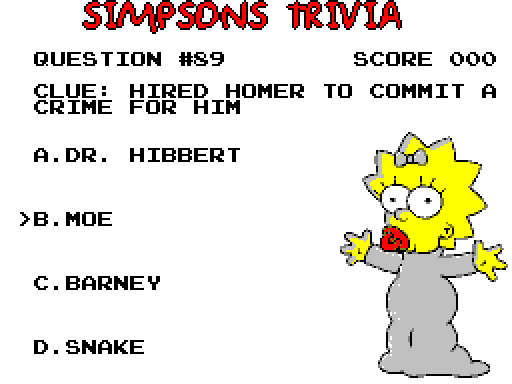 SIMPSONS TRIVIA
QUESTION #89 SCORE 000
CLUE: HIRED HOMER TO COMMIT A
CRIME FOR HIM
A.DR. HIBBERT
>B.MOE
C.BARNEY
D.SNAKE